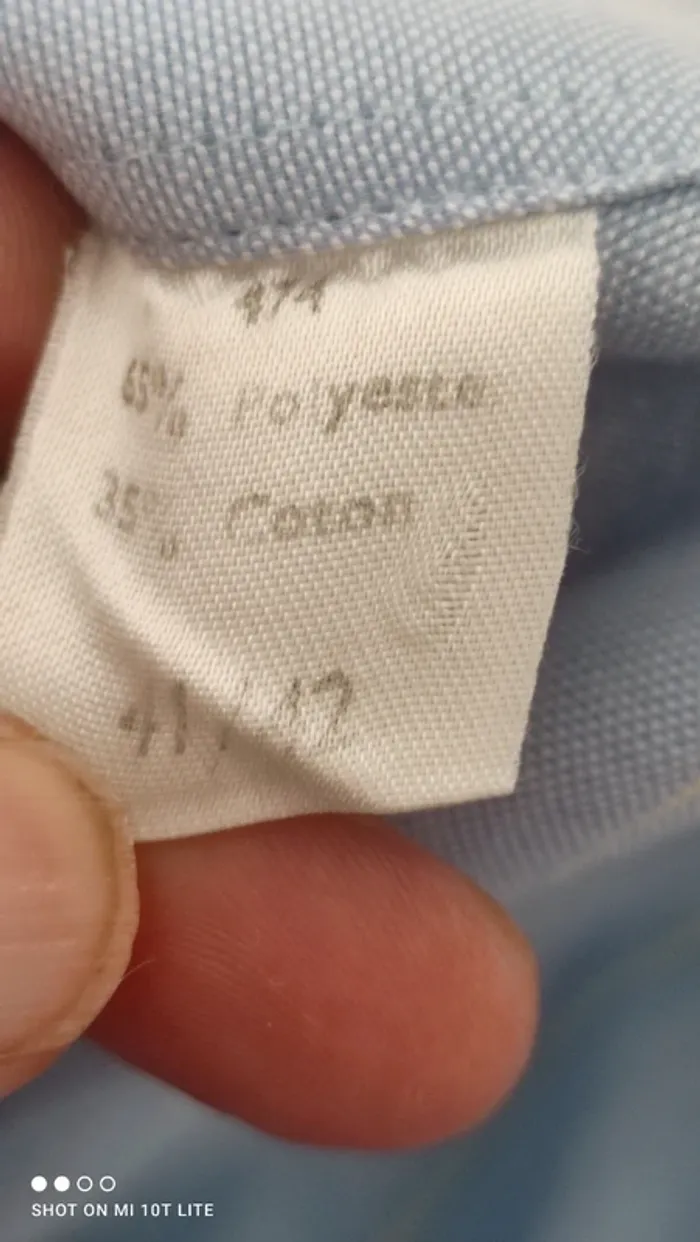 474
65% Polyeste
35% Coton
41/42
SHOT ON MI 10T LITE